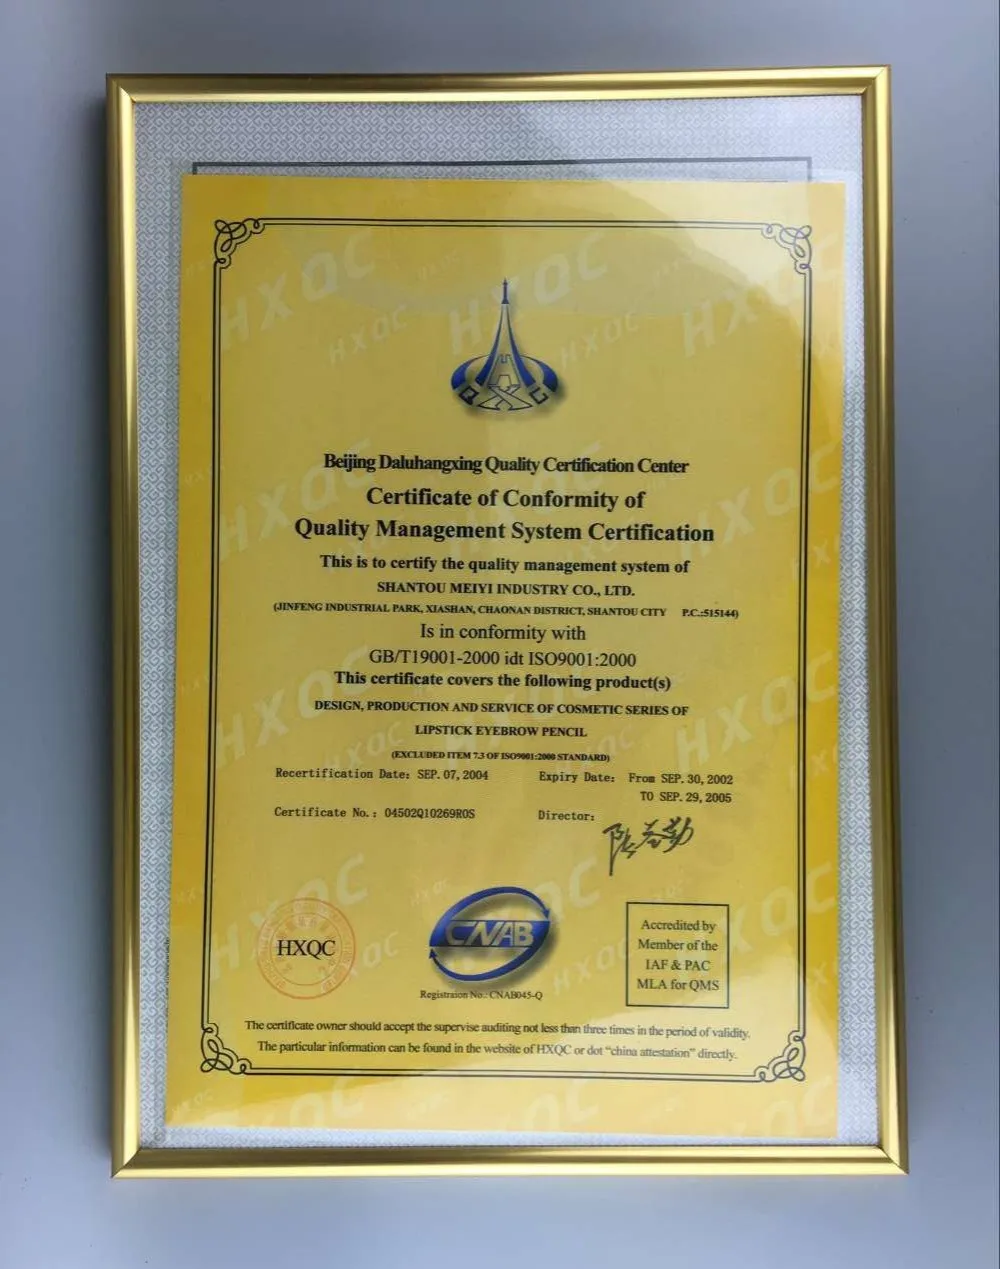 Beijing Daluhangxing Quality Certification Center
Certificate of Conformity of
Quality Management System Certification
This is to certify the quality management system of
SHANTOU MEIYI INDUSTRY CO., LTD.
(JINFENG INDUSTRIAL PARK, XIASHAN, CHAONAN DISTRICT, SHANTOU CITY P.C.:515144)
Is in conformity with
GB/T19001-2000 idt ISO9001:2000
This certificate covers the following product(s)
DESIGN, PRODUCTION AND SERVICE OF COSMETIC SERIES OF
LIPSTICK EYEBROW PENCIL
(EXCLUDED ITEM 7.3 OF ISO9001:2000 STANDARD)
Recertification Date: SEP. 07, 2004 Expiry Date: From SEP. 30, 2002
TO SEP. 29, 2005
Certificate No.: 04502Q10269R0S Director:
HXQC
CNAB
Registraion No.: CNAB045-Q
Accredited by
Member of the
IAF & PAC
MLA for QMS
The certificate owner should accept the supervise auditing not less than three times in the period of validity.
The particular information can be found in the website of HXQC or dot “china attestation” directly.